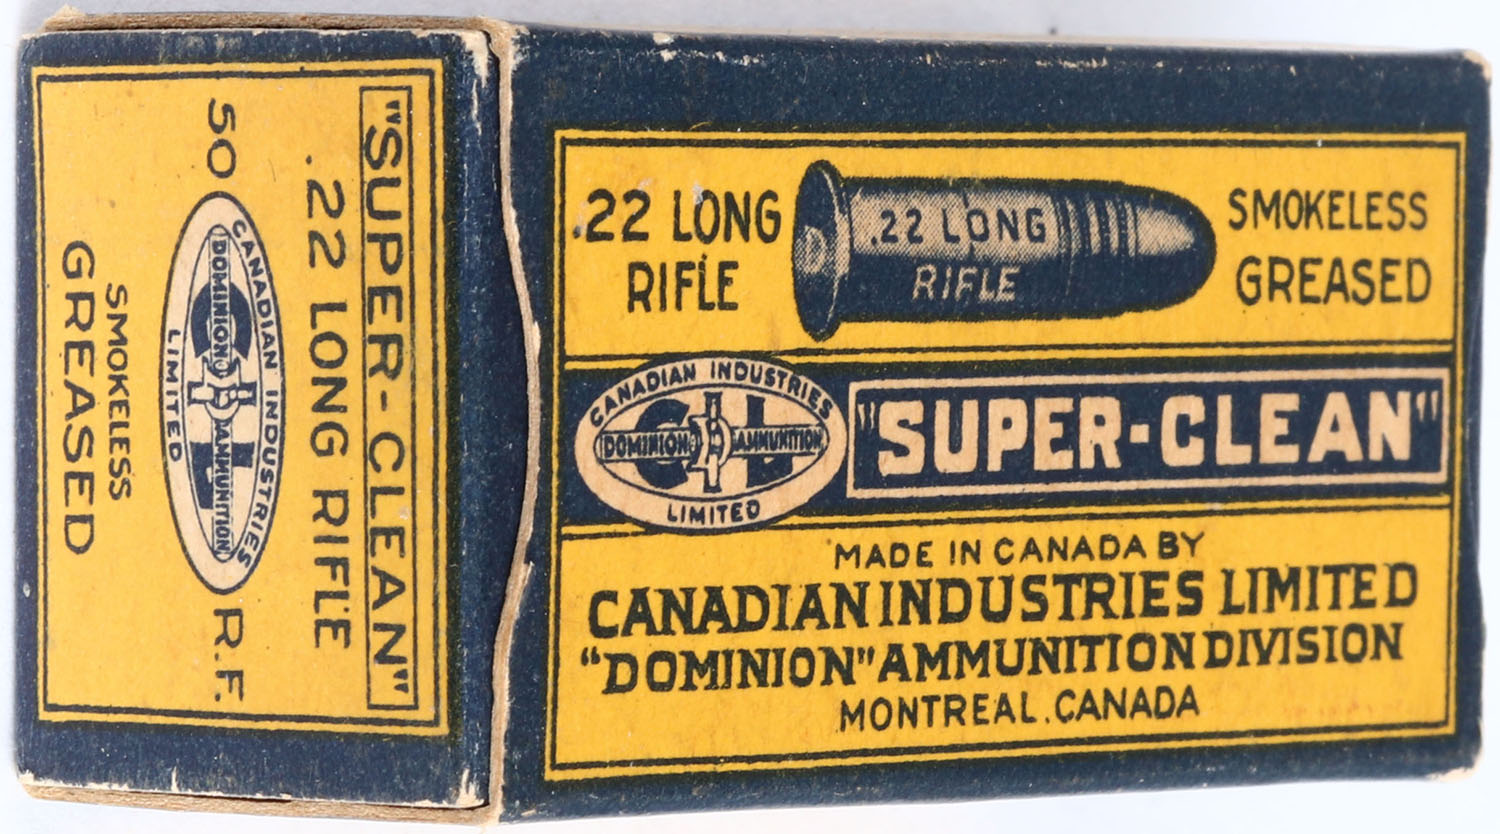 "SUPER-CLEAN"
.22 LONG RIFLE
50 R.F.
CANADIAN INDUSTRIES
CIL
DOMINION AMMUNITION
LIMITED
SMOKELESS
GREASED
.22 LONG
RIFLE
.22 LONG
RIFLE
SMOKELESS
GREASED
CANADIAN INDUSTRIES
CIL
DOMINION AMMUNITION
LIMITED
"SUPER-CLEAN"
MADE IN CANADA BY
CANADIAN INDUSTRIES LIMITED
"DOMINION" AMMUNITION DIVISION
MONTREAL, CANADA